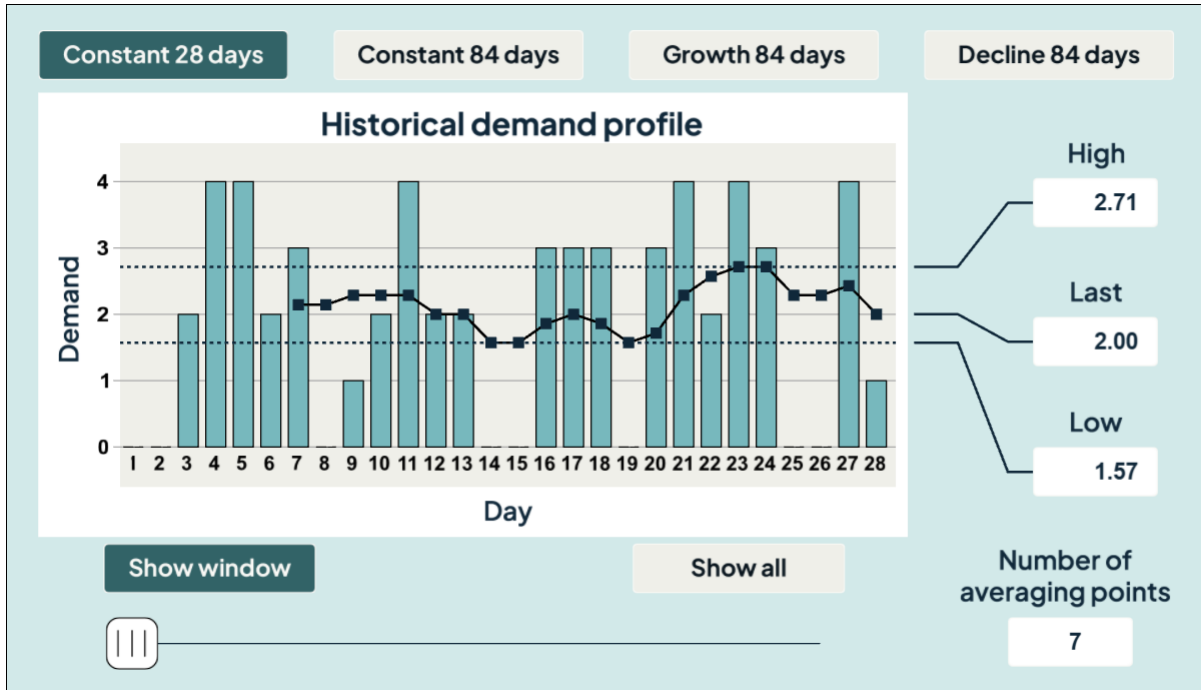 Constant 28 days
Constant 84 days
Growth 84 days
Decline 84 days
Historical demand profile
Demand
4
3
2
1
0
1 2 3 4 5 6 7 8 9 10 11 12 13 14 15 16 17 18 19 20 21 22 23 24 25 26 27 28
Day
High
2.71
Last
2.00
Low
1.57
Show window
Show all
Number of
averaging points
7